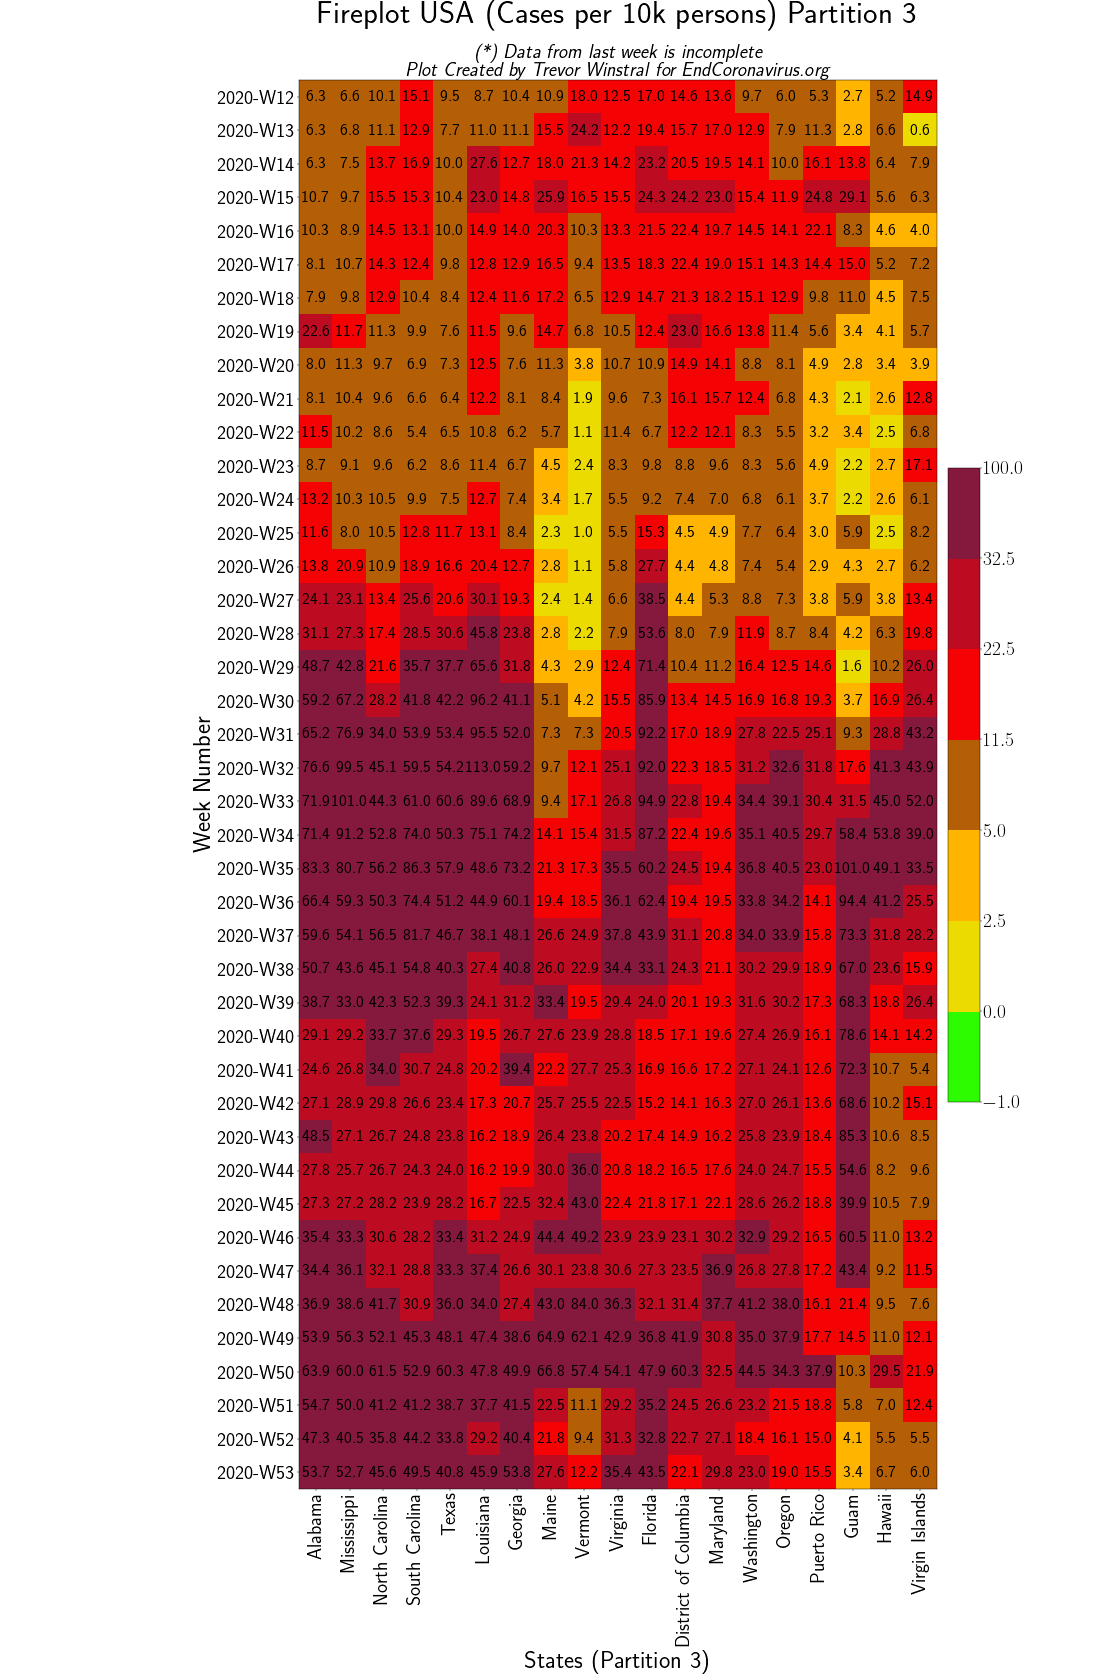 Fireplot USA (Cases per 10k persons) Partition 3
(*) Data from last week is incomplete
Plot Created by Trevor Winstral for EndCoronavirus.org
2020-W12 6.3 6.6 10.1 15.1 9.5 8.7 10.4 10.9 18.0 12.5 17.0 14.6 13.6 9.7 6.0 5.3 2.7 5.2 14.9
2020-W13 6.3 6.8 11.1 12.9 7.7 11.0 11.1 15.5 24.2 12.2 19.4 15.7 17.0 12.9 7.9 11.3 2.8 6.6 0.6
2020-W14 6.3 7.5 13.7 16.9 10.0 27.6 12.7 18.0 21.3 14.2 23.2 20.5 19.5 14.1 10.0 16.1 13.8 6.4 7.9
2020-W15 10.7 9.7 15.5 15.3 10.4 23.0 14.8 25.9 16.5 15.5 24.3 24.2 23.0 15.4 11.9 24.8 29.1 5.6 6.3
2020-W16 10.3 8.9 14.5 13.1 10.0 14.9 14.0 20.3 10.3 13.3 21.5 22.4 19.7 14.5 14.1 22.1 8.3 4.6 4.0
2020-W17 8.1 10.7 14.3 12.4 9.8 12.8 12.9 16.5 9.4 13.5 18.3 22.4 19.0 15.1 14.3 14.4 15.0 5.2 7.2
2020-W18 7.9 9.8 12.9 10.4 8.4 12.4 11.6 17.2 6.5 12.9 14.7 21.3 18.2 15.1 12.9 9.8 11.0 4.5 7.5
2020-W19 22.6 11.7 11.3 9.9 7.6 11.5 9.6 14.7 6.8 10.5 12.4 23.0 16.6 13.8 11.4 5.6 3.4 4.1 5.7
2020-W20 8.0 11.3 9.7 6.9 7.3 12.5 7.6 11.3 3.8 10.7 10.9 14.9 14.1 8.8 8.1 4.9 2.8 3.4 3.9
2020-W21 8.1 10.4 9.6 6.6 6.4 12.2 8.1 8.4 1.9 9.6 7.3 16.1 15.7 12.4 6.8 4.3 2.1 2.6 12.8
2020-W22 11.5 10.2 8.6 5.4 6.5 10.8 6.2 5.7 1.1 11.4 6.7 12.2 12.1 8.3 5.5 3.2 3.4 2.5 6.8
2020-W23 8.7 9.1 9.6 6.2 8.6 11.4 6.7 4.5 2.4 8.3 9.8 8.8 9.6 8.3 5.6 4.9 2.2 2.7 17.1
2020-W24 13.2 10.3 10.5 9.9 7.5 12.7 7.4 3.4 1.7 5.5 9.2 7.4 7.0 6.8 6.1 3.7 2.2 2.6 6.1
2020-W25 11.6 8.0 10.5 12.8 11.7 13.1 8.4 2.3 1.0 5.5 15.3 4.5 4.9 7.7 6.4 3.0 5.9 2.5 8.2
2020-W26 13.8 20.9 10.9 18.9 16.6 20.4 12.7 2.8 1.1 5.8 27.7 4.4 4.8 7.4 5.4 2.9 4.3 2.7 6.2
2020-W27 24.1 23.1 13.4 25.6 20.6 30.1 19.3 2.4 1.4 6.6 38.5 4.4 5.3 8.8 7.3 3.8 5.9 3.8 13.4
2020-W28 31.1 27.3 17.4 28.5 30.6 45.8 23.8 2.8 2.2 7.9 53.6 8.0 7.9 11.9 8.7 8.4 4.2 6.3 19.8
2020-W29 48.7 42.8 21.6 35.7 37.7 65.6 31.8 4.3 2.9 12.4 71.4 10.4 11.2 16.4 12.5 14.6 1.6 10.2 26.0
2020-W30 59.2 67.2 28.2 41.8 42.2 96.2 41.1 5.1 4.2 15.5 85.9 13.4 14.5 16.9 16.8 19.3 3.7 16.9 26.4
2020-W31 65.2 76.9 34.0 53.9 53.4 95.5 52.0 7.3 7.3 20.5 92.2 17.0 18.9 27.8 22.5 25.1 9.3 28.8 43.2
2020-W32 76.6 99.5 45.1 59.5 54.2 113.0 59.2 9.7 12.1 25.1 92.0 22.3 18.5 31.2 32.6 31.8 17.6 41.3 43.9
2020-W33 71.9 101.0 44.3 61.0 60.6 89.6 68.9 9.4 17.1 26.8 94.9 22.8 19.4 34.4 39.1 30.4 31.5 45.0 52.0
2020-W34 71.4 91.2 52.8 74.0 50.3 75.1 74.2 14.1 15.4 31.5 87.2 22.4 19.6 35.1 40.5 29.7 58.4 53.8 39.0
2020-W35 83.3 80.7 56.2 86.3 57.9 48.6 73.2 21.3 17.3 35.5 60.2 24.5 19.4 36.8 40.5 23.0 101.0 49.1 33.5
2020-W36 66.4 59.3 50.3 74.4 51.2 44.9 60.1 19.4 18.5 36.1 62.4 19.4 19.5 33.8 34.2 14.1 94.4 41.2 25.5
2020-W37 59.6 54.1 56.5 81.7 46.7 38.1 48.1 26.6 24.9 37.8 43.9 31.1 20.8 34.0 33.9 15.8 73.3 31.8 28.2
2020-W38 50.7 43.6 45.1 54.8 40.3 27.4 40.8 26.0 22.9 34.4 33.1 24.3 21.1 30.2 29.9 18.9 67.0 23.6 15.9
2020-W39 38.7 33.0 42.3 52.3 39.3 24.1 31.2 33.4 19.5 29.4 24.0 20.1 19.3 31.6 30.2 17.3 68.3 18.8 26.4
2020-W40 29.1 29.2 33.7 37.6 29.3 19.5 26.7 27.6 23.9 28.8 18.5 17.1 19.6 27.4 26.9 16.1 78.6 14.1 14.2
2020-W41 24.6 26.8 34.0 30.7 24.8 20.2 39.4 22.2 27.7 25.3 16.9 16.6 17.2 27.1 24.1 12.6 72.3 10.7 5.4
2020-W42 27.1 28.9 29.8 26.6 23.4 17.3 20.7 25.7 25.5 22.5 15.2 14.1 16.3 27.0 26.1 13.6 68.6 10.2 15.1
2020-W43 48.5 27.1 26.7 24.8 23.8 16.2 18.9 26.4 23.8 20.2 17.4 14.9 16.2 25.8 23.9 18.4 85.3 10.6 8.5
2020-W44 27.8 25.7 26.7 24.3 24.0 16.2 19.9 30.0 36.0 20.8 18.2 16.5 17.6 24.0 24.7 15.5 54.6 8.2 9.6
2020-W45 27.3 27.2 28.2 23.9 28.2 16.7 22.5 32.4 43.0 22.4 21.8 17.1 22.1 28.6 26.2 18.8 39.9 10.5 7.9
2020-W46 35.4 33.3 30.6 28.2 33.4 31.2 24.9 44.4 49.2 23.9 23.9 23.1 30.2 32.9 29.2 16.5 60.5 11.0 13.2
2020-W47 34.4 36.1 32.1 28.8 33.3 37.4 26.6 30.1 23.8 30.6 27.3 23.5 36.9 26.8 27.8 17.2 43.4 9.2 11.5
2020-W48 36.9 38.6 41.7 30.9 36.0 34.0 27.4 43.0 84.0 36.3 32.1 31.4 37.7 41.2 38.0 16.1 21.4 9.5 7.6
2020-W49 53.9 56.3 52.1 45.3 48.1 47.4 38.6 64.9 62.1 42.9 36.8 41.9 30.8 35.0 37.9 17.7 14.5 11.0 12.1
2020-W50 63.9 60.0 61.5 52.9 60.3 47.8 49.9 66.8 57.4 54.1 47.9 60.3 32.5 44.5 34.3 37.9 10.3 29.5 21.9
2020-W51 54.7 50.0 41.2 41.2 38.7 37.7 41.5 22.5 11.1 29.2 35.2 24.5 26.6 23.2 21.5 18.8 5.8 7.0 12.4
2020-W52 47.3 40.5 35.8 44.2 33.8 29.2 40.4 21.8 9.4 31.3 32.8 22.7 27.1 18.4 16.1 15.0 4.1 5.5 5.5
2020-W53 53.7 52.7 45.6 49.5 40.8 45.9 53.8 27.6 12.2 35.4 43.5 22.1 29.8 23.0 19.0 15.5 3.4 6.7 6.0
Week Number
Alabama
Mississippi
North Carolina
South Carolina
Texas
Louisiana
Georgia
Maine
Vermont
Virginia
Florida
District of Columbia
Maryland
Washington
Oregon
Puerto Rico
Guam
Hawaii
Virgin Islands
States (Partition 3)
100.0
32.5
22.5
11.5
5.0
2.5
0.0
−1.0